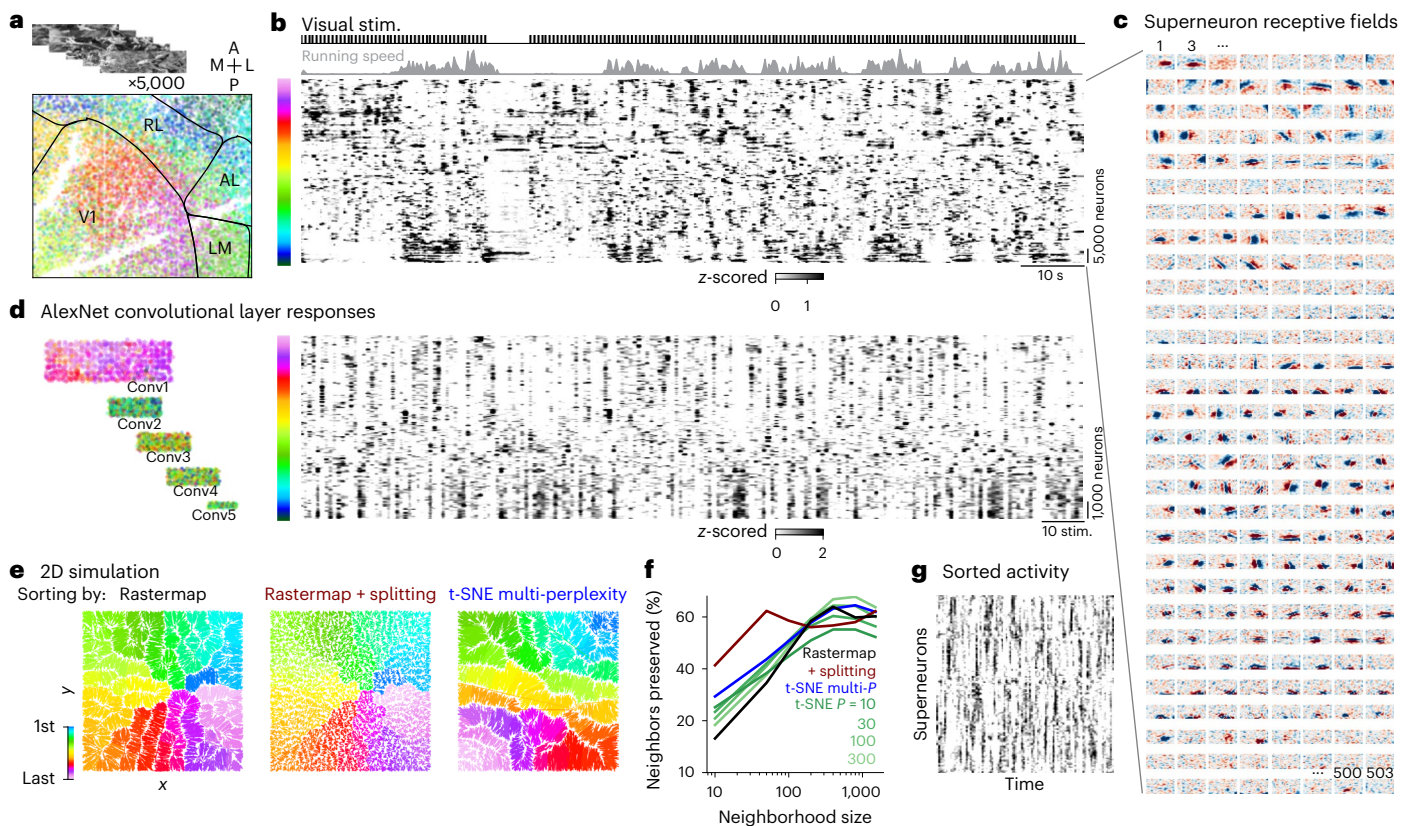 a
×5,000
A
M L
P
RL
AL
V1
LM
b Visual stim.
Running speed
5,000 neurons
10 s
z-scored
0 1
c Superneuron receptive fields
1 3 ...
... 500 503
d AlexNet convolutional layer responses
Conv1
Conv2
Conv3
Conv4
Conv5
1,000 neurons
10 stim.
z-scored
0 2
e 2D simulation
Sorting by: Rastermap Rastermap + splitting t-SNE multi-perplexity
y
1st
Last
x
f
Neighbors preserved (%)
60
40
20
10
Rastermap
+ splitting
t-SNE multi-P
t-SNE P = 10
30
100
300
10 100 1,000
Neighborhood size
g Sorted activity
Superneurons
Time